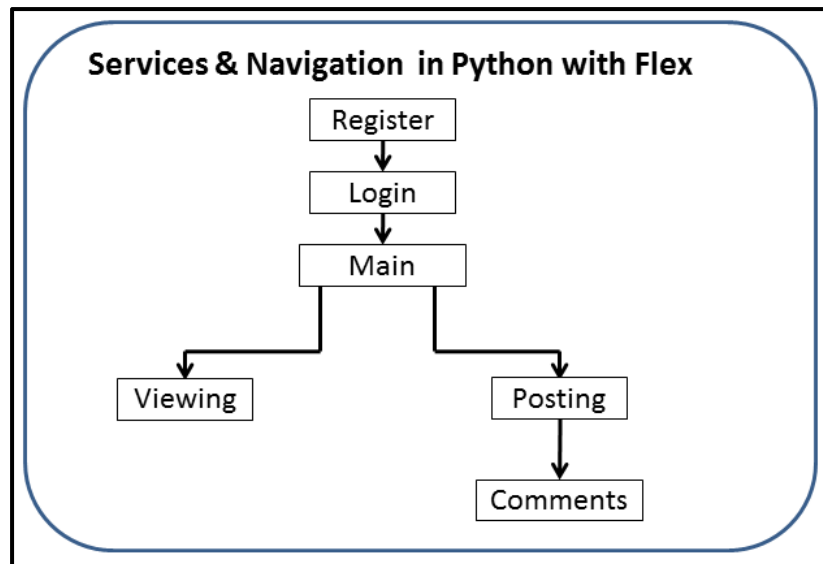 Services & Navigation in Python with Flex
Register
Login
Main
Viewing
Posting
Comments